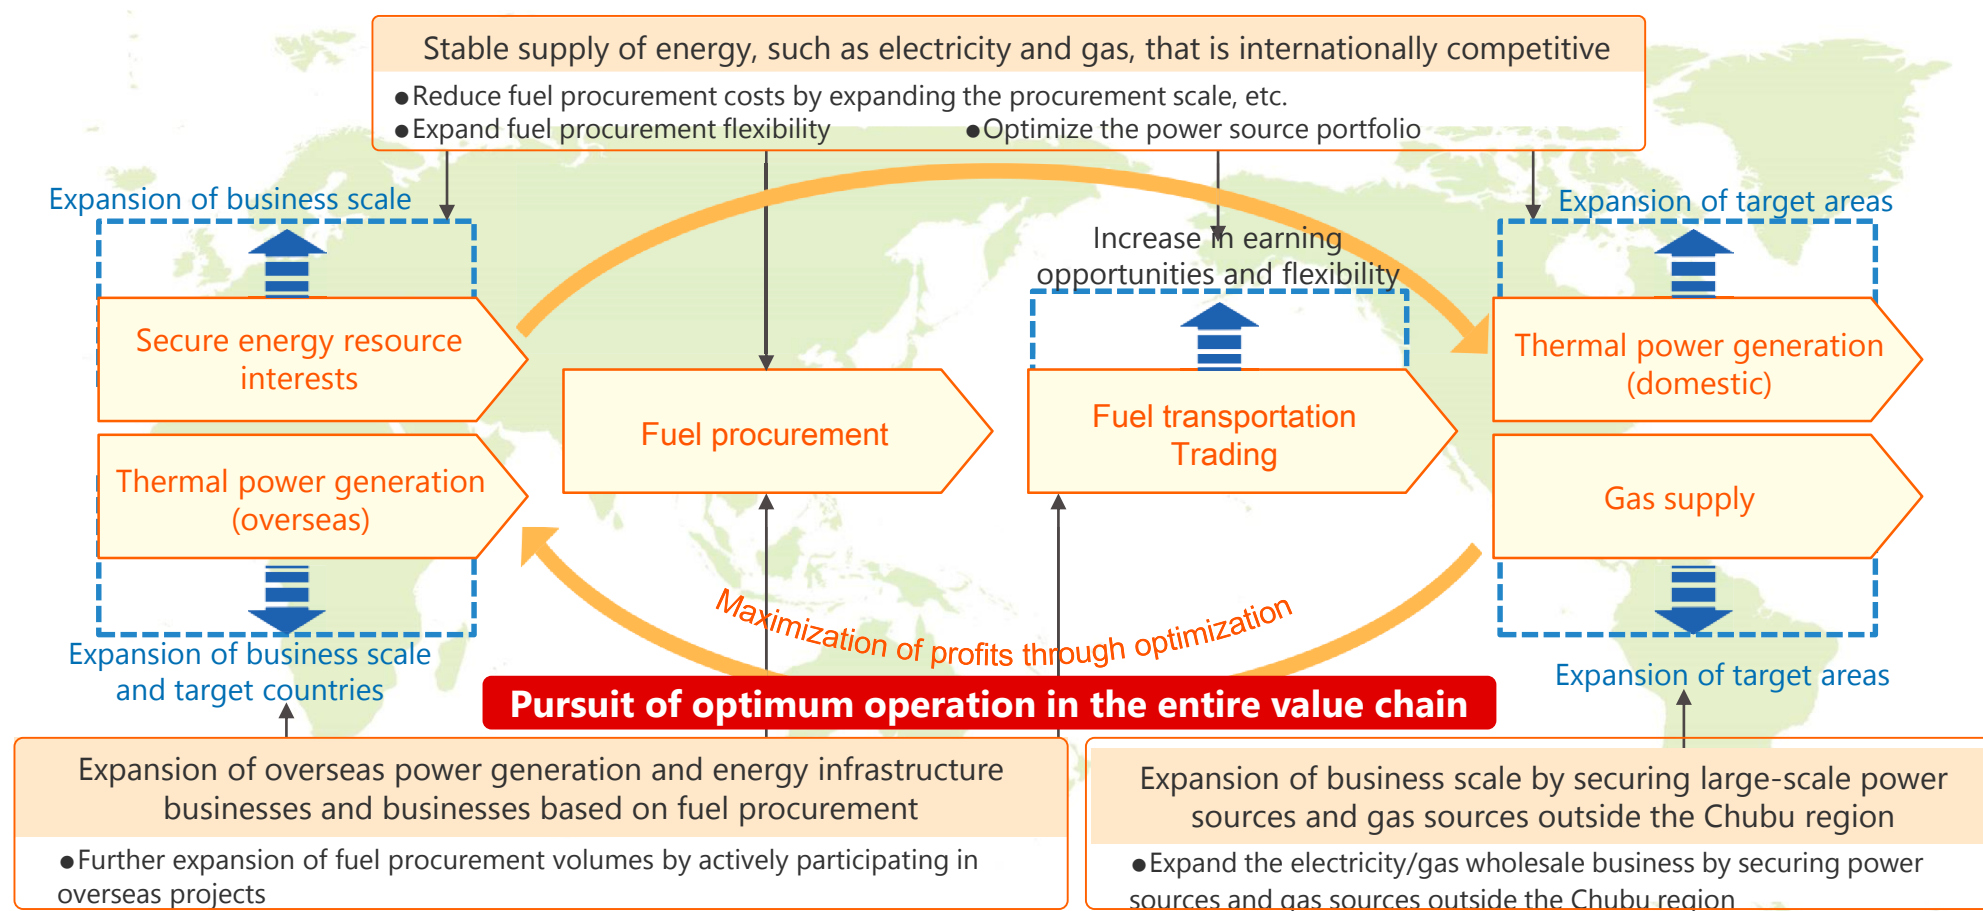 Stable supply of energy, such as electricity and gas, that is internationally competitive
●Reduce fuel procurement costs by expanding the procurement scale, etc.
●Expand fuel procurement flexibility ●Optimize the power source portfolio
Expansion of business scale
Expansion of target areas
Increase in earning
opportunities and flexibility
Secure energy resource
interests
Thermal power generation
(overseas)
Fuel procurement
Fuel transportation
Trading
Thermal power generation
(domestic)
Gas supply
Maximization of profits through optimization
Expansion of business scale
and target countries
Expansion of target areas
Pursuit of optimum operation in the entire value chain
Expansion of overseas power generation and energy infrastructure
businesses and businesses based on fuel procurement
●Further expansion of fuel procurement volumes by actively participating in
overseas projects
Expansion of business scale by securing large-scale power
sources and gas sources outside the Chubu region
●Expand the electricity/gas wholesale business by securing power
sources and gas sources outside the Chubu region